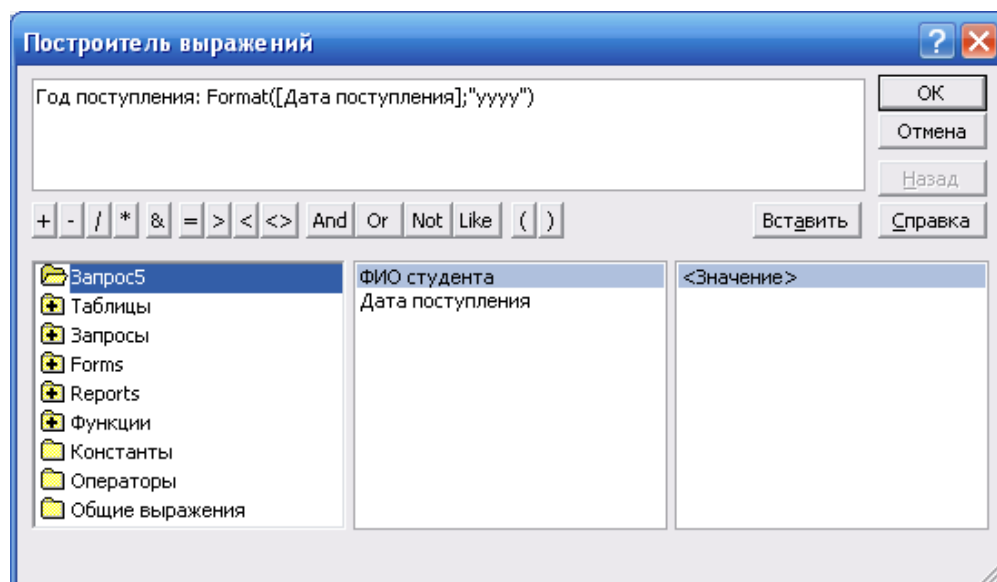 Построитель выражений
?
Год поступления: Format([Дата поступления];"yyyy")
ОК
Отмена
Назад
+ - / * & = > < <> And Or Not Like ( ) Вставить Справка
Запрос5
Таблицы
Запросы
Forms
Reports
Функции
Константы
Операторы
Общие выражения
ФИО студента
Дата поступления
<Значение>